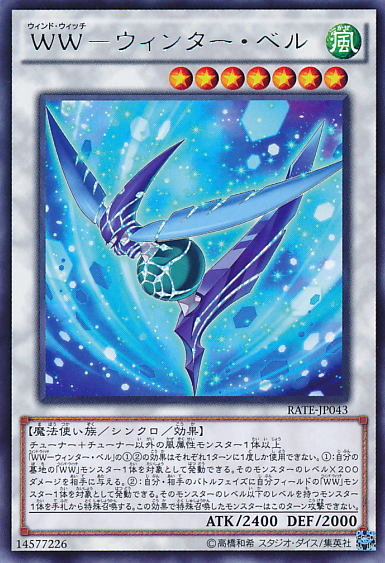 ウィンド・ウィッチ
WW－ウィンター・ベル
風
RATE-JP043
【魔法使い族／シンクロ／効果】
チューナー＋チューナー以外の風属性モンスター１体以上
「WW－ウィンター・ベル」の①②の効果はそれぞれ１ターンに１度しか使用できない。①：自分の
墓地の「WW」モンスター１体を対象として発動できる。そのモンスターのレベル×２００
ダメージを相手に与える。②：自分・相手のバトルフェイズに自分フィールドの「WW」モン
スター１体を対象として発動できる。そのモンスターのレベル以下のレベルを持つモンスター
１体を手札から特殊召喚する。この効果で特殊召喚したモンスターはこのターン攻撃できない。
ATK/2400 DEF/2000
14577226
©高橋和希 スタジオ・ダイス/集英社